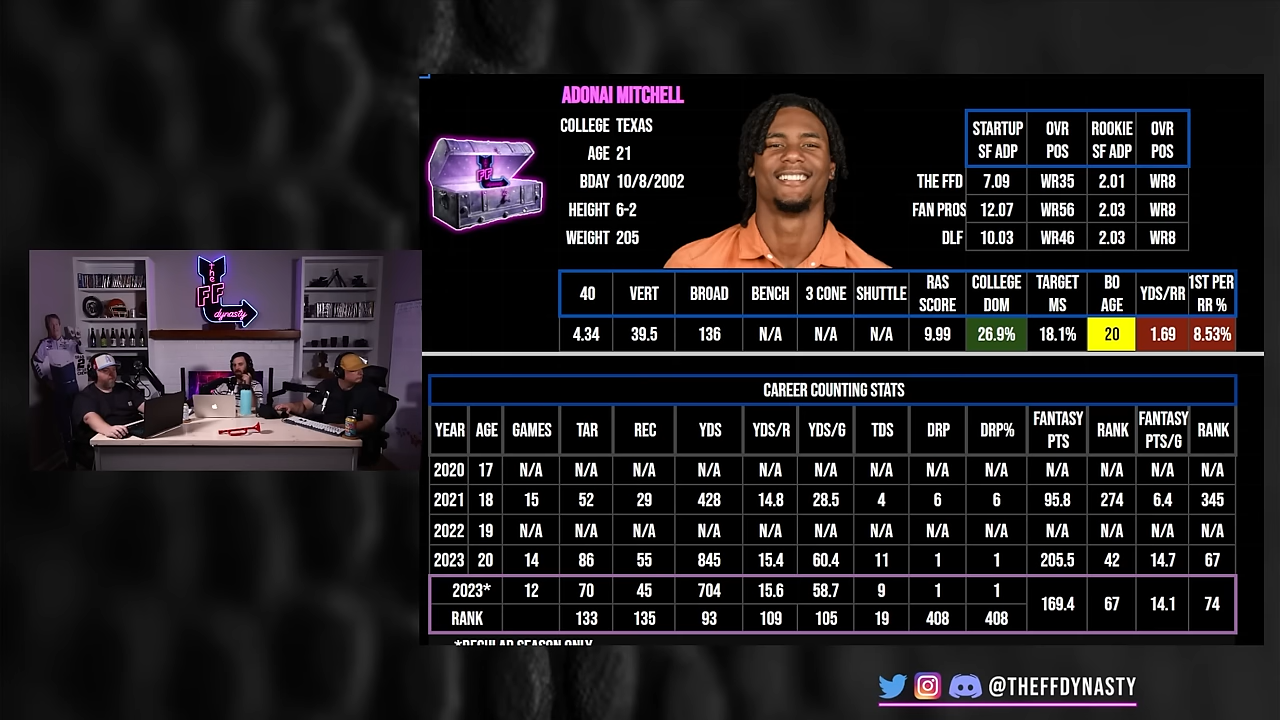 ADONAI MITCHELL
COLLEGE TEXAS
AGE 21
BDAY 10/8/2002
HEIGHT 6-2
WEIGHT 205
FF
dynasty
STARTUP SF ADP OVR POS ROOKIE SF ADP OVR POS
THE FFD 7.09 WR35 2.01 WR8
FAN PROS 12.07 WR56 2.03 WR8
DLF 10.03 WR46 2.03 WR8
40 VERT BROAD BENCH 3 CONE SHUTTLE RAS SCORE COLLEGE DOM TARGET MS BO AGE YDS/RR 1ST PER RR %
4.34 39.5 136 N/A N/A N/A 9.99 26.9% 18.1% 20 1.69 8.53%
the
FF
dynasty
CAREER COUNTING STATS
YEAR AGE GAMES TAR REC YDS YDS/R YDS/G TDS DRP DRP% FANTASY PTS RANK FANTASY PTS/G RANK
2020 17 N/A N/A N/A N/A N/A N/A N/A N/A N/A N/A N/A N/A N/A
2021 18 15 52 29 428 14.8 28.5 4 6 6 95.8 274 6.4 345
2022 19 N/A N/A N/A N/A N/A N/A N/A N/A N/A N/A N/A N/A N/A
2023 20 14 86 55 845 15.4 60.4 11 1 1 205.5 42 14.7 67
2023* 12 70 45 704 15.6 58.7 9 1 1 169.4 67 14.1 74
RANK 133 135 93 109 105 19 408 408
*REGULAR SEASON ONLY
@THEFFDYNASTY